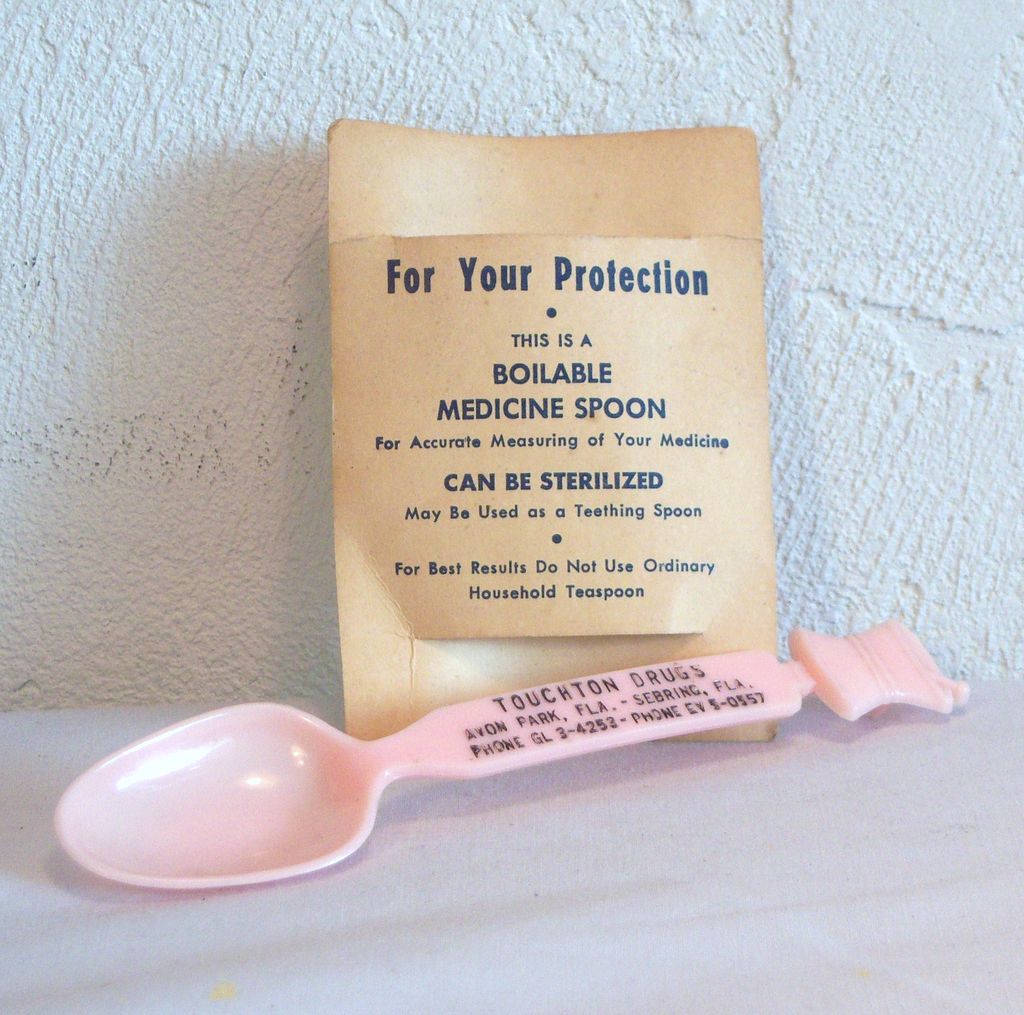 For Your Protection
•
THIS IS A
BOILABLE
MEDICINE SPOON
For Accurate Measuring of Your Medicine
CAN BE STERILIZED
May Be Used as a Teething Spoon
•
For Best Results Do Not Use Ordinary
Household Teaspoon
TOUCHTON DRUGS
AVON PARK, FLA. - SEBRING, FLA.
PHONE GL 3-4253 - PHONE EV 5-0557